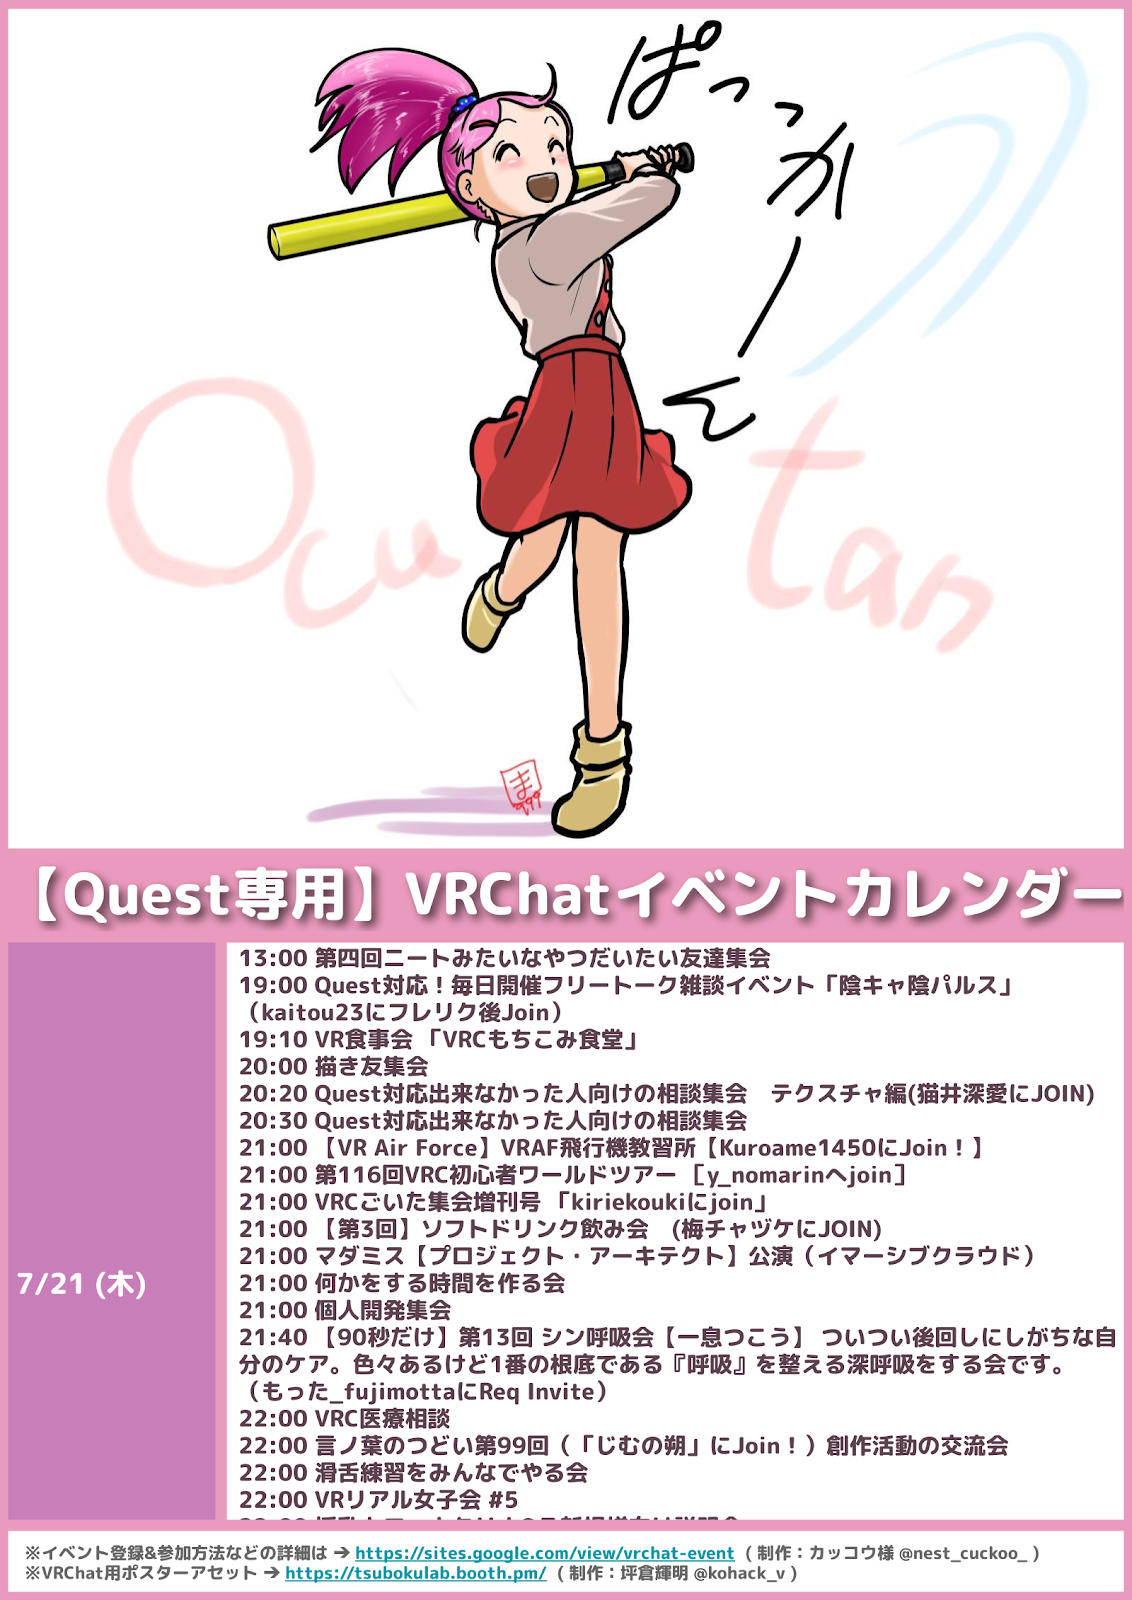 ぱっっかーん
Qcu tan
ま
999
【Quest専用】VRChatイベントカレンダー
7/21 (木)
13:00 第四回ニートみたいなやつだいたい友達集会
19:00 Quest対応！毎日開催フリートーク雑談イベント「陰キャ陰パルス」
（kaitou23にフレリク後Join）
19:10 VR食事会 「VRCもちこみ食堂」
20:00 描き友集会
20:20 Quest対応出来なかった人向けの相談集会　テクスチャ編(猫井深愛にJOIN)
20:30 Quest対応出来なかった人向けの相談集会
21:00 【VR Air Force】VRAF飛行機教習所【Kuroame1450にJoin！】
21:00 第116回VRC初心者ワールドツアー ［y_nomarinへjoin］
21:00 VRCごいた集会増刊号 「kiriekoukiにjoin」
21:00 【第3回】ソフトドリンク飲み会　(梅チャヅケにJOIN)
21:00 マダミス【プロジェクト・アーキテクト】公演（イマーシブクラウド）
21:00 何かをする時間を作る会
21:00 個人開発集会
21:40 【90秒だけ】第13回 シン呼吸会【一息つこう】 ついつい後回しにしがちな自
分のケア。色々あるけど1番の根底である『呼吸』を整える深呼吸をする会です。
（もった_fujimottaにReq Invite）
22:00 VRC医療相談
22:00 言ノ葉のつどい第99回（「じむの朔」にJoin！）創作活動の交流会
22:00 滑舌練習をみんなでやる会
22:00 VRリアル女子会 #5
※イベント登録&参加方法などの詳細は ➔ https://sites.google.com/view/vrchat-event （ 制作：カッコウ様 @nest_cuckoo_ ）
※VRChat用ポスターアセット ➔ https://tsubokulab.booth.pm/ （ 制作：坪倉輝明 @kohack_v ）